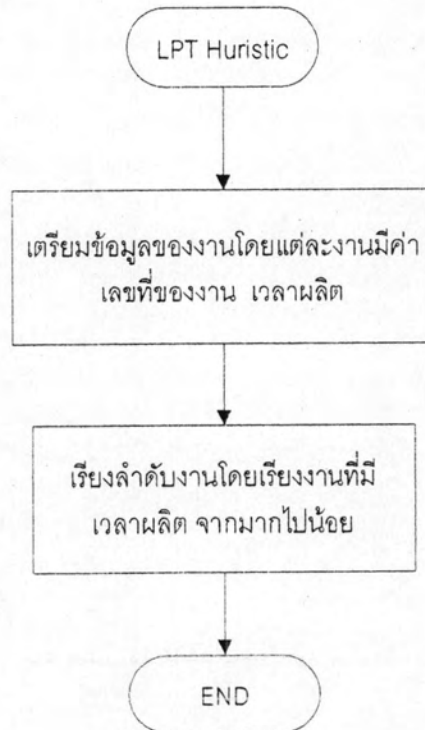 LPT Huristic
เตรียมข้อมูลของงานโดยแต่ละงานมีค่า
เลขที่ของงาน เวลาผลิต
เรียงลำดับงานโดยเรียงงานที่มี
เวลาผลิต จากมากไปน้อย
END